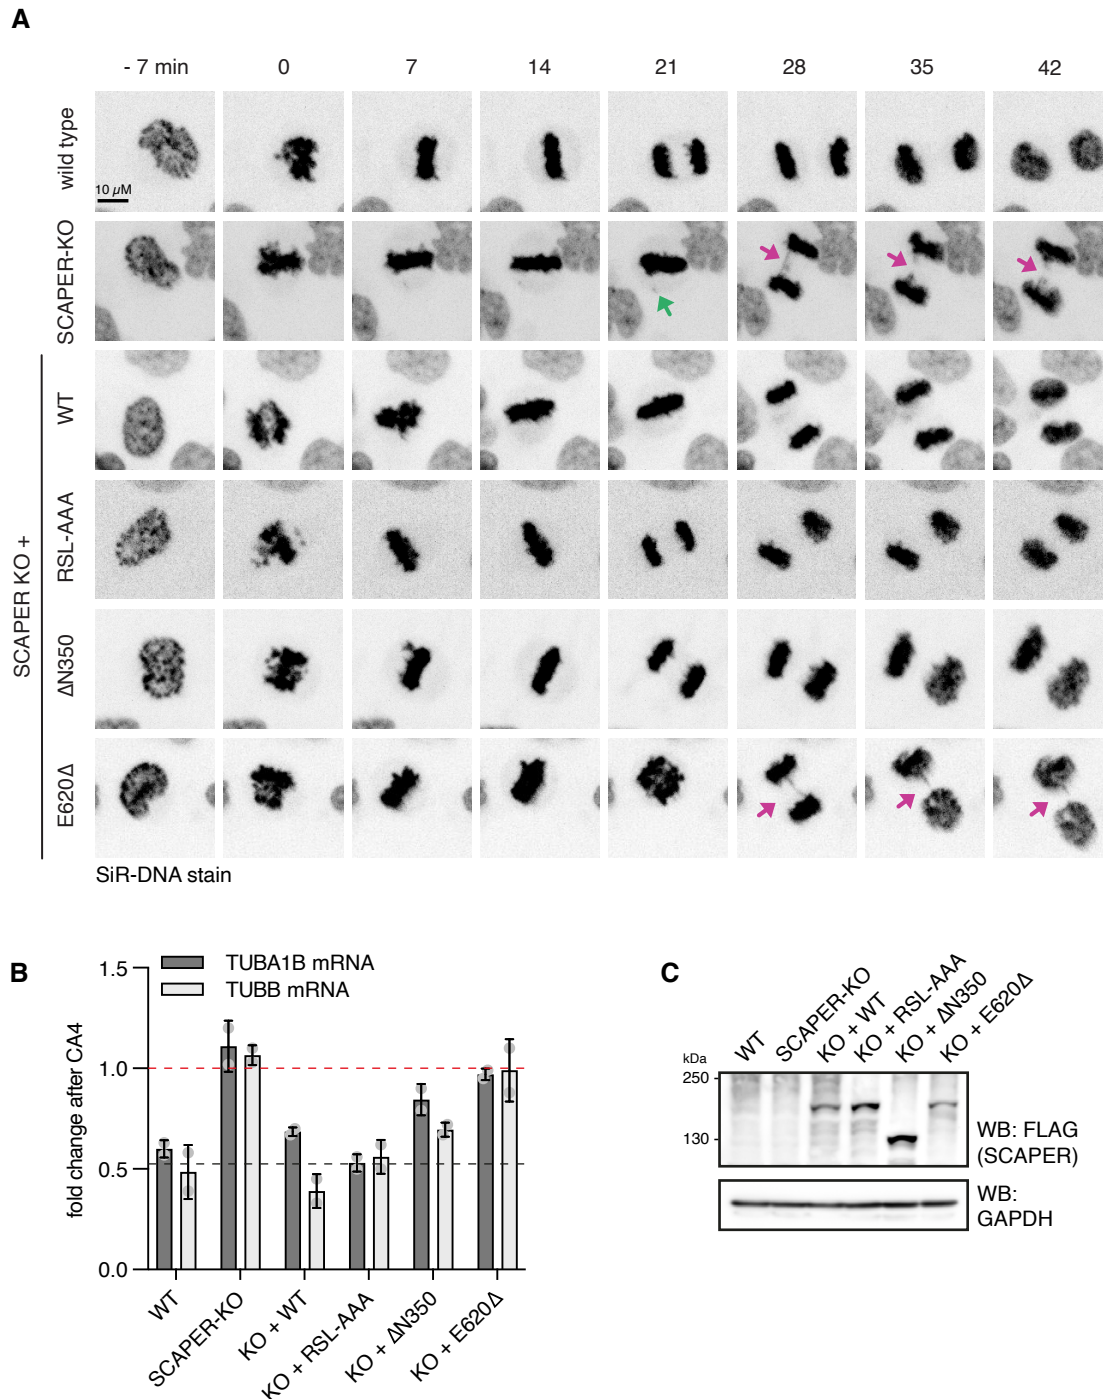 A
- 7 min 0 7 14 21 28 35 42
wild type
10 µM
SCAPER-KO
SCAPER KO +
WT
RSL-AAA
ΔN350
E620Δ
SiR-DNA stain
B
TUBA1B mRNA
TUBB mRNA
fold change after CA4
1.5
1.0
0.5
0.0
WT
SCAPER-KO
KO + WT
KO + RSL-AAA
KO + ΔN350
KO + E620Δ
C
WT
SCAPER-KO
KO + WT
KO + RSL-AAA
KO + ΔN350
KO + E620Δ
kDa
250
130
WB: FLAG
(SCAPER)
WB:
GAPDH